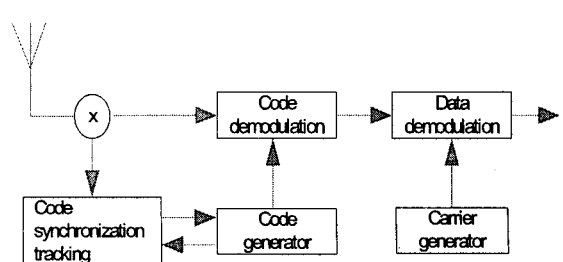 x
Code
demodulation
Data
demodulation
Code
synchronization
tracking
Code
generator
Carrier
generator